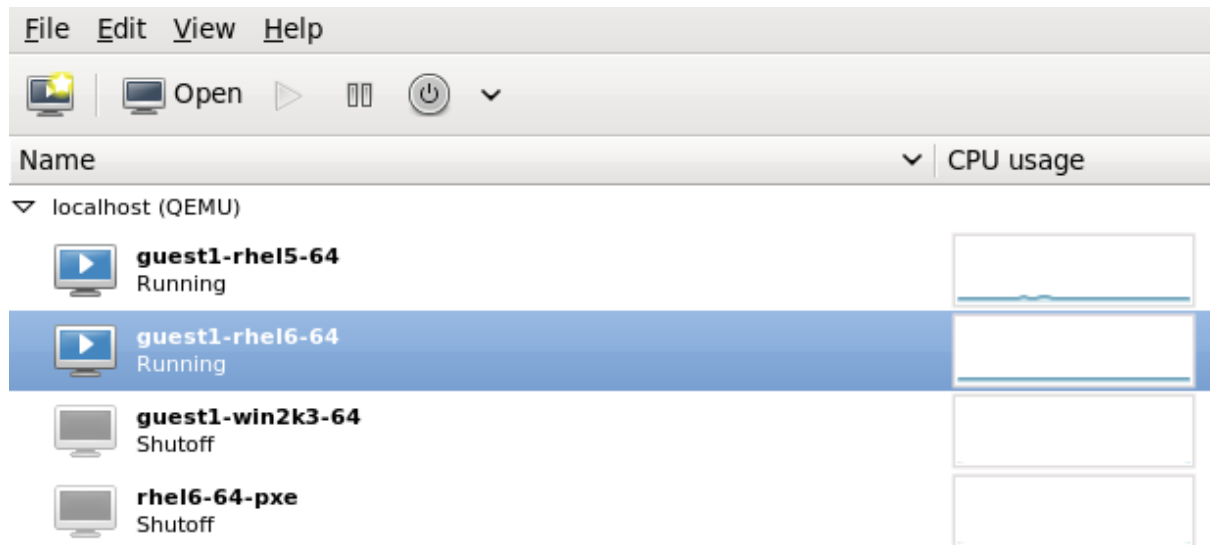 File Edit View Help
Open
Name CPU usage
localhost (QEMU)
guest1-rhel5-64
Running
guest1-rhel6-64
Running
guest1-win2k3-64
Shutoff
rhel6-64-pxe
Shutoff